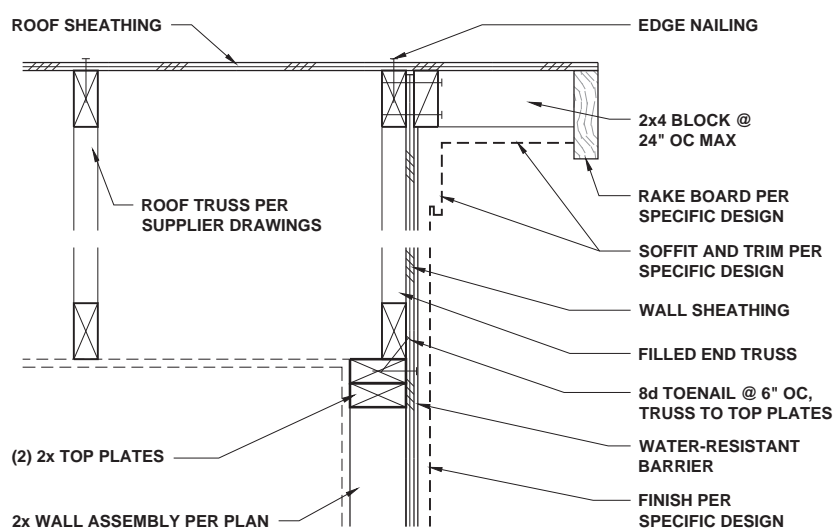 ROOF SHEATHING
EDGE NAILING
2x4 BLOCK @
24" OC MAX
ROOF TRUSS PER
SUPPLIER DRAWINGS
RAKE BOARD PER
SPECIFIC DESIGN
SOFFIT AND TRIM PER
SPECIFIC DESIGN
WALL SHEATHING
FILLED END TRUSS
8d TOENAIL @ 6" OC,
TRUSS TO TOP PLATES
(2) 2x TOP PLATES
WATER-RESISTANT
BARRIER
2x WALL ASSEMBLY PER PLAN
FINISH PER
SPECIFIC DESIGN